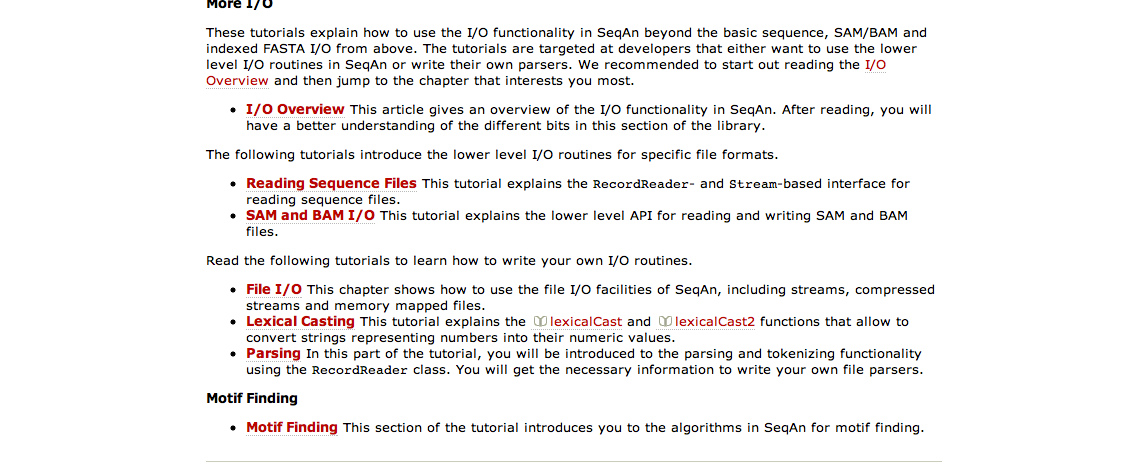 More I/O
These tutorials explain how to use the I/O functionality in SeqAn beyond the basic sequence, SAM/BAM and
indexed FASTA I/O from above. The tutorials are targeted at developers that either want to use the lower
level I/O routines in SeqAn or write their own parsers. We recommended to start out reading the I/O
Overview and then jump to the chapter that interests you most.
• I/O Overview This article gives an overview of the I/O functionality in SeqAn. After reading, you will
have a better understanding of the different bits in this section of the library.
The following tutorials introduce the lower level I/O routines for specific file formats.
• Reading Sequence Files This tutorial explains the RecordReader- and Stream-based interface for
reading sequence files.
• SAM and BAM I/O This tutorial explains the lower level API for reading and writing SAM and BAM
files.
Read the following tutorials to learn how to write your own I/O routines.
• File I/O This chapter shows how to use the file I/O facilities of SeqAn, including streams, compressed
streams and memory mapped files.
• Lexical Casting This tutorial explains the lexicalCast and lexicalCast2 functions that allow to
convert strings representing numbers into their numeric values.
• Parsing In this part of the tutorial, you will be introduced to the parsing and tokenizing functionality
using the RecordReader class. You will get the necessary information to write your own file parsers.
Motif Finding
• Motif Finding This section of the tutorial introduces you to the algorithms in SeqAn for motif finding.